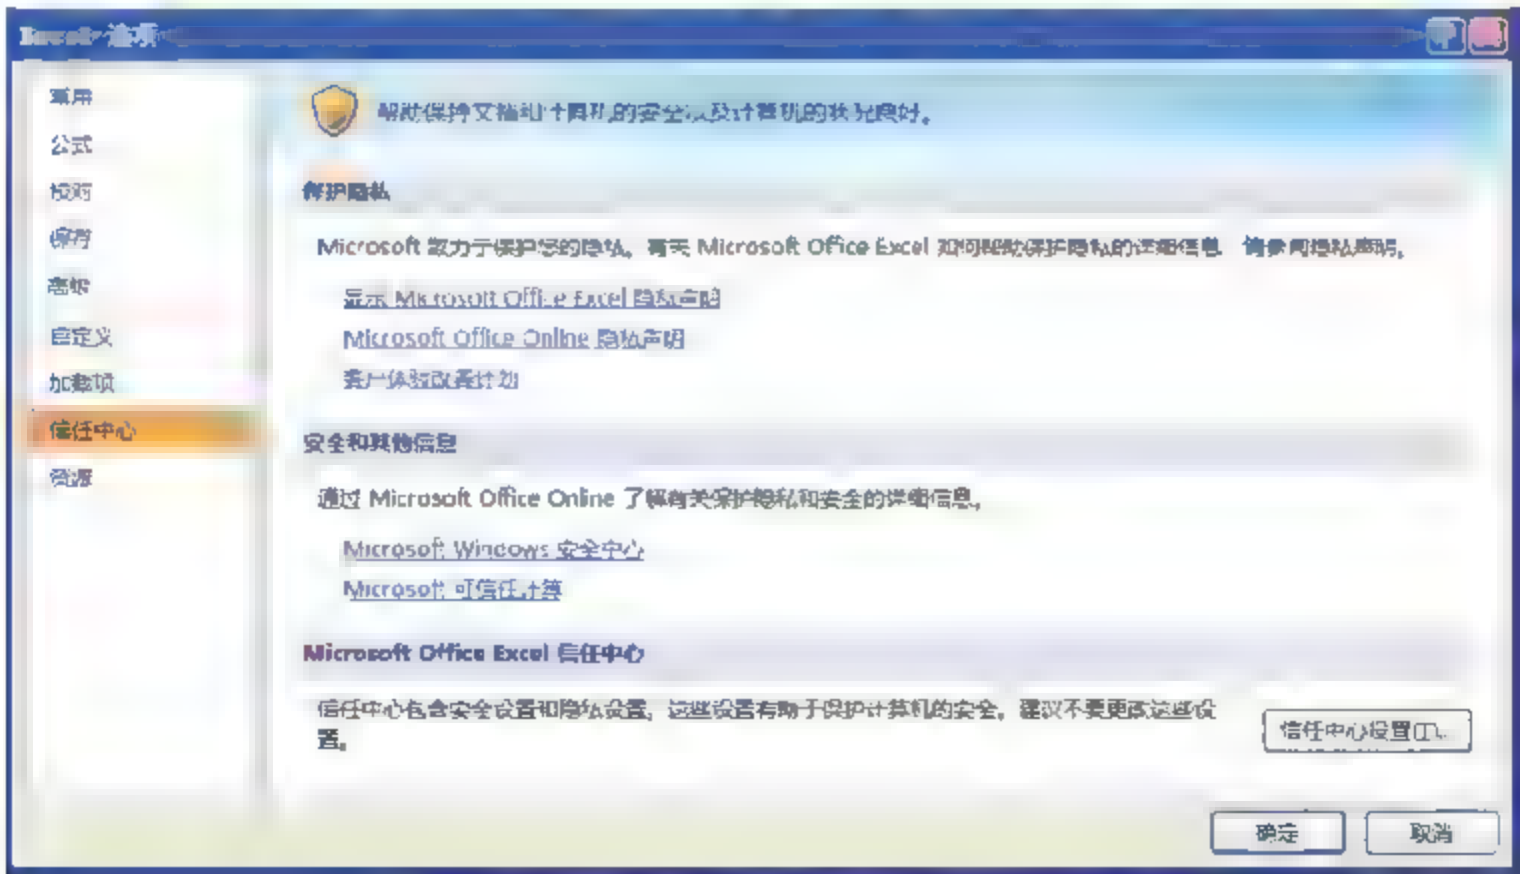 Excel 选项
常用
公式
校对
保存
高级
自定义
加载项
信任中心
资源
帮助保持文档和计算机的安全以及计算机的状况良好。
保护隐私
Microsoft 致力于保护您的隐私。有关 Microsoft Office Excel 如何帮助保护隐私的详细信息，请参阅隐私声明。
显示 Microsoft Office Excel 隐私声明
Microsoft Office Online 隐私声明
客户体验改善计划
安全和其他信息
通过 Microsoft Office Online 了解有关保护隐私和安全的详细信息。
Microsoft Windows 安全中心
Microsoft 可信任计算
Microsoft Office Excel 信任中心
信任中心包含安全设置和隐私设置。这些设置有助于保护计算机的安全。建议不要更改这些设
置。
信任中心设置(T)...
确定
取消